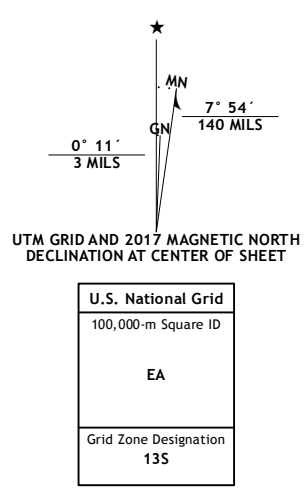 ★
MN
7° 54´
140 MILS
GN
0° 11´
3 MILS
UTM GRID AND 2017 MAGNETIC NORTH
DECLINATION AT CENTER OF SHEET
U.S. National Grid
100,000-m Square ID
EA
Grid Zone Designation
13S